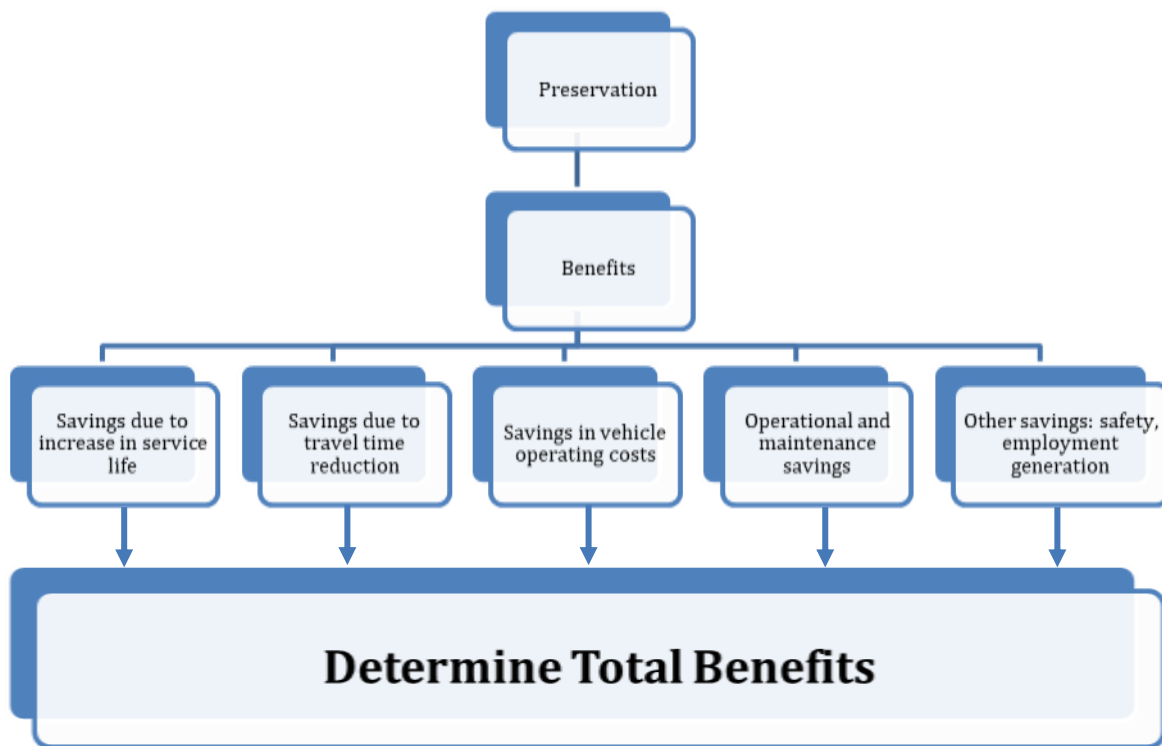 Preservation
Benefits
Savings due to
increase in service
life
Savings due to
travel time
reduction
Savings in vehicle
operating costs
Operational and
maintenance
savings
Other savings: safety,
employment
generation
Determine Total Benefits